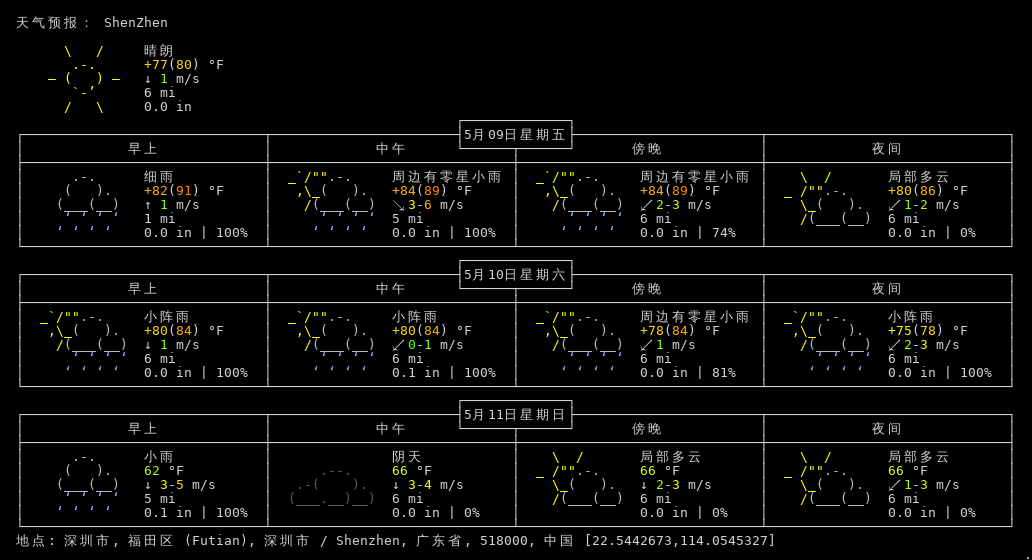 天气预报： ShenZhen
晴朗
+77(80) °F
↓ 1 m/s
6 mi
0.0 in
5月09日星期五
早上 中午 傍晚 夜间
细雨 周边有零星小雨 周边有零星小雨 局部多云
+82(91) °F +84(89) °F +84(89) °F +80(86) °F
↑ 1 m/s ↘ 3-6 m/s ↙ 2-3 m/s ↙ 1-2 m/s
1 mi 5 mi 6 mi 6 mi
0.0 in | 100% 0.0 in | 100% 0.0 in | 74% 0.0 in | 0%
5月10日星期六
早上 中午 傍晚 夜间
小阵雨 小阵雨 周边有零星小雨 小阵雨
+80(84) °F +80(84) °F +78(84) °F +75(78) °F
↓ 1 m/s ↙ 0-1 m/s ↙ 1 m/s ↙ 2-3 m/s
6 mi 6 mi 6 mi 6 mi
0.0 in | 100% 0.1 in | 100% 0.0 in | 81% 0.0 in | 100%
5月11日星期日
早上 中午 傍晚 夜间
小雨 阴天 局部多云 局部多云
62 °F 66 °F 66 °F 66 °F
↓ 3-5 m/s ↓ 3-4 m/s ↓ 2-3 m/s ↙ 1-3 m/s
5 mi 6 mi 6 mi 6 mi
0.1 in | 100% 0.0 in | 0% 0.0 in | 0% 0.0 in | 0%
地点: 深圳市, 福田区 (Futian), 深圳市 / Shenzhen, 广东省, 518000, 中国 [22.5442673,114.0545327]